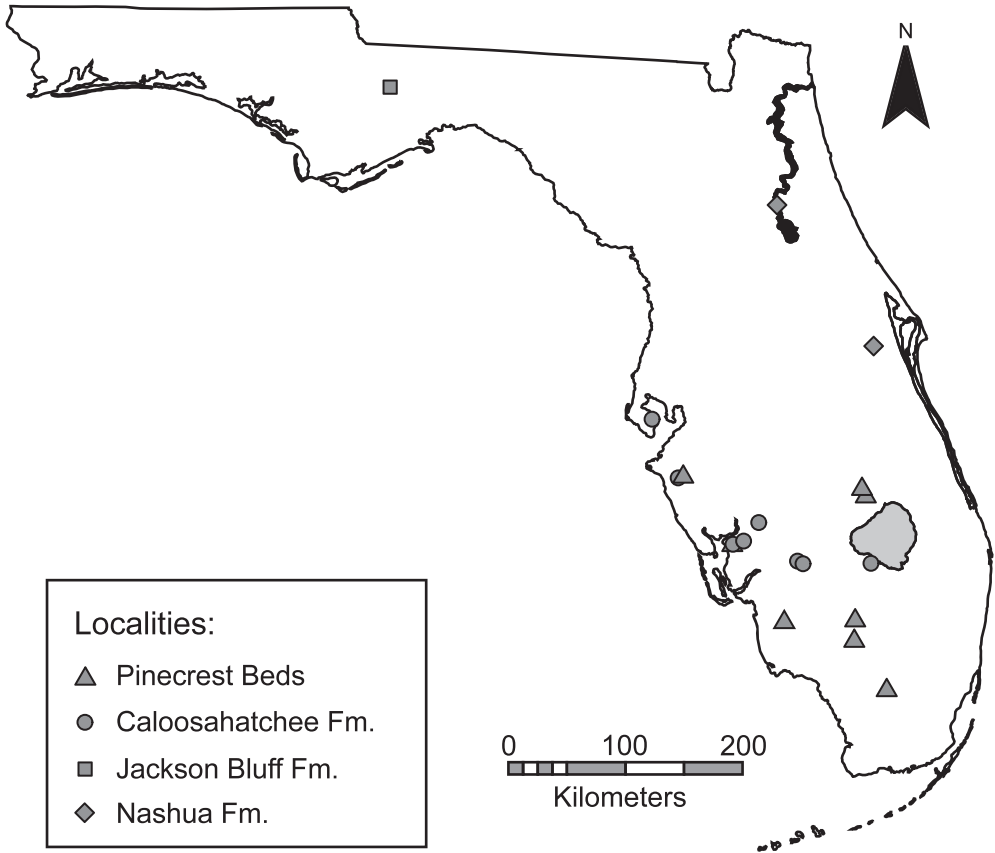 N
Localities:
Pinecrest Beds
Caloosahatchee Fm.
Jackson Bluff Fm.
Nashua Fm.
0 100 200
Kilometers